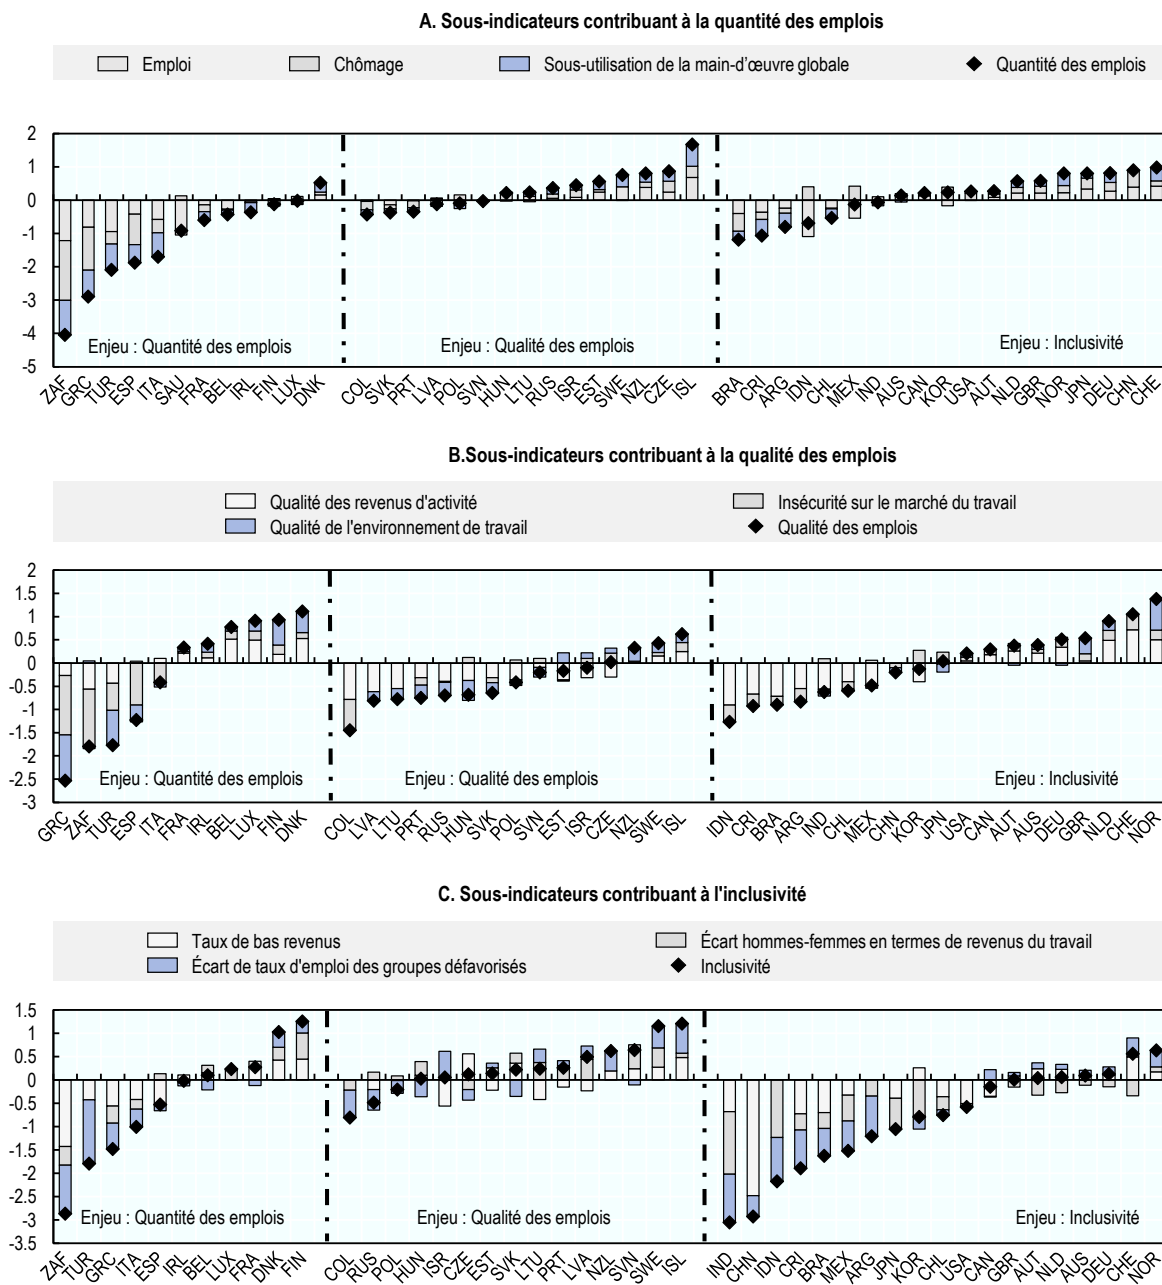 A. Sous-indicateurs contribuant à la quantité des emplois
Emploi Chômage Sous-utilisation de la main-d'œuvre globale Quantité des emplois
2
1
0
-1
-2
-3
-4
-5
Enjeu : Quantité des emplois Enjeu : Qualité des emplois Enjeu : Inclusivité
ZAF GRC TUR ESP ITA SAU FRA BEL IRL FIN LUX DNK COL SVK PRT LVA POL SVN HUN LTU RUS ISR EST SWE NZL CZE ISL BRA CRI ARG IDN CHL MEX IND AUS CAN KOR USA AUT NLD GBR NOR JPN DEU CHN CHE
B.Sous-indicateurs contribuant à la qualité des emplois
Qualité des revenus d'activité Insécurité sur le marché du travail
Qualité de l'environnement de travail Qualité des emplois
2
1.5
1
0.5
0
-0.5
-1
-1.5
-2
-2.5
-3
Enjeu : Quantité des emplois Enjeu : Qualité des emplois Enjeu : Inclusivité
GRC ZAF TUR ESP ITA FRA IRL BEL LUX FIN DNK COL LVA LTU PRT RUS HUN SVK POL SVN EST ISR CZE NZL SWE ISL IDN CRI BRA ARG IND CHL MEX CHN KOR JPN USA CAN AUT AUS DEU GBR NLD CHE NOR
C. Sous-indicateurs contribuant à l'inclusivité
Taux de bas revenus Écart hommes-femmes en termes de revenus du travail
Écart de taux d'emploi des groupes défavorisés Inclusivité
1.5
1
0.5
0
-0.5
-1
-1.5
-2
-2.5
-3
-3.5
Enjeu : Quantité des emplois Enjeu : Qualité des emplois Enjeu : Inclusivité
ZAF TUR GRC ITA ESP IRL BEL LUX FRA DNK FIN COL RUS POL HUN ISR CZE EST SVK LTU PRT LVA NZL SVN SWE ISL IND CHN IDN CRI BRA MEX ARG JPN KOR CHL USA CAN GBR AUT NLD AUS DEU CHE NOR